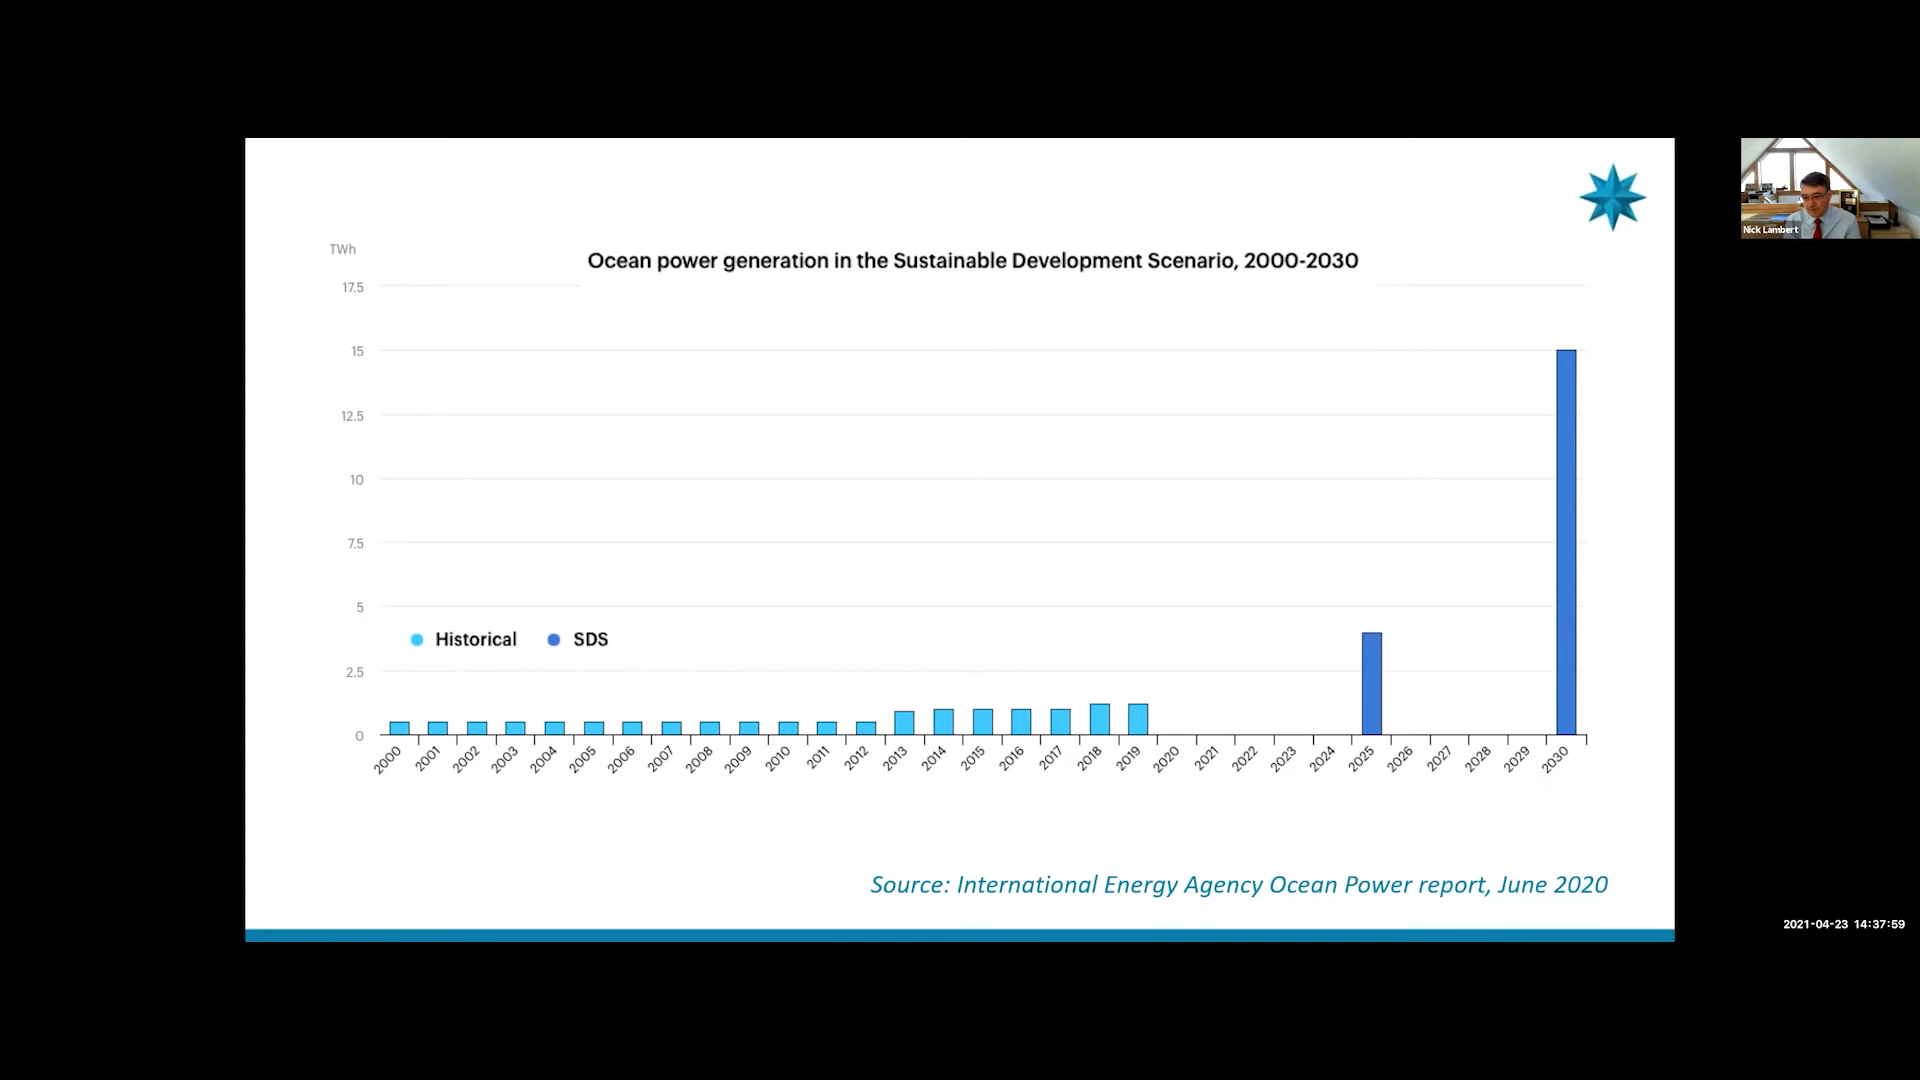 TWh
Ocean power generation in the Sustainable Development Scenario, 2000-2030
17.5
15
12.5
10
7.5
5
2.5
0
Historical SDS
2000 2001 2002 2003 2004 2005 2006 2007 2008 2009 2010 2011 2012 2013 2014 2015 2016 2017 2018 2019 2020 2021 2022 2023 2024 2025 2026 2027 2028 2029 2030
Source: International Energy Agency Ocean Power report, June 2020
Nick Lambert
2021-04-23 14:37:59